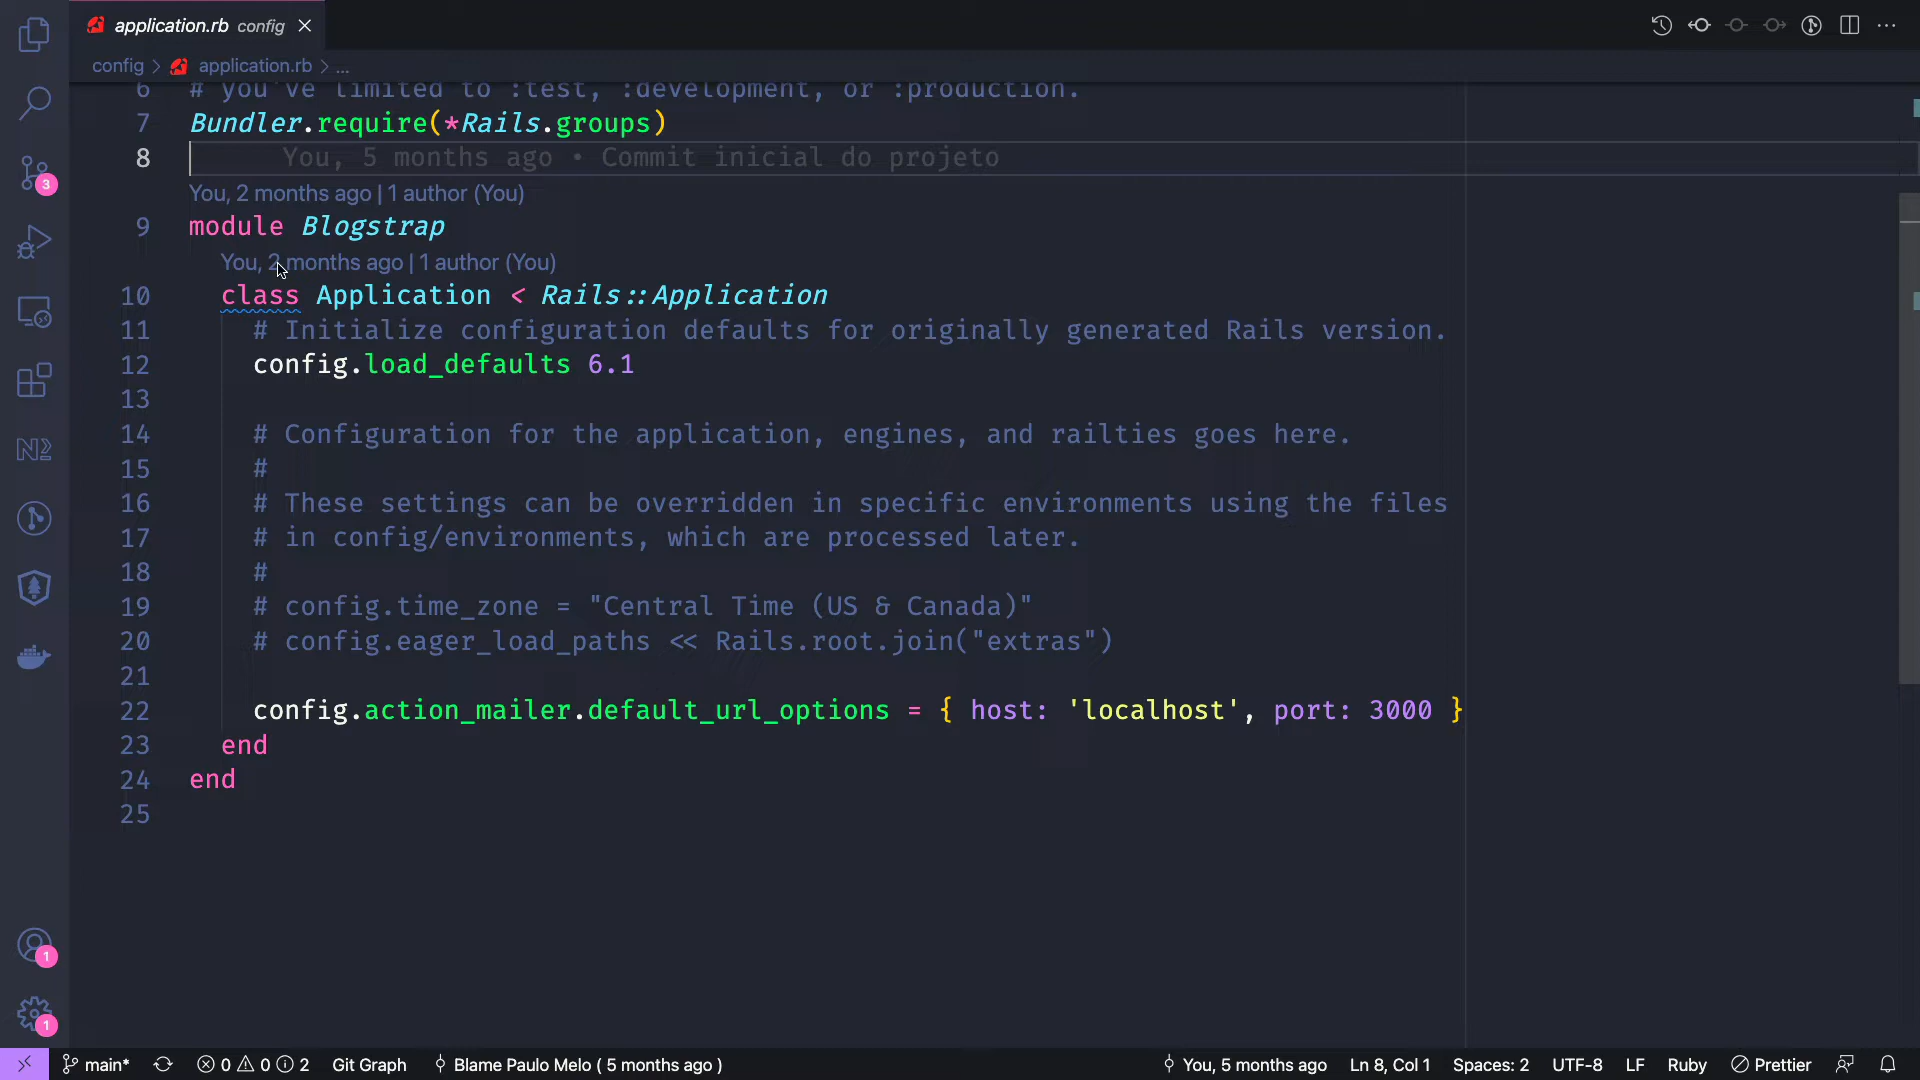 application.rb config
config > application.rb > ...
6 # you've limited to :test, :development, or :production.
7 Bundler.require(*Rails.groups)
8 You, 5 months ago • Commit inicial do projeto
You, 2 months ago | 1 author (You)
9 module Blogstrap
You, 2 months ago | 1 author (You)
10 class Application < Rails::Application
11 # Initialize configuration defaults for originally generated Rails version.
12 config.load_defaults 6.1
13
14 # Configuration for the application, engines, and railties goes here.
15 #
16 # These settings can be overridden in specific environments using the files
17 # in config/environments, which are processed later.
18 #
19 # config.time_zone = "Central Time (US & Canada)"
20 # config.eager_load_paths << Rails.root.join("extras")
21
22 config.action_mailer.default_url_options = { host: 'localhost', port: 3000 }
23 end
24 end
25
3
N2
1
1
main* 0 0 2 Git Graph Blame Paulo Melo ( 5 months ago ) You, 5 months ago Ln 8, Col 1 Spaces: 2 UTF-8 LF Ruby Prettier